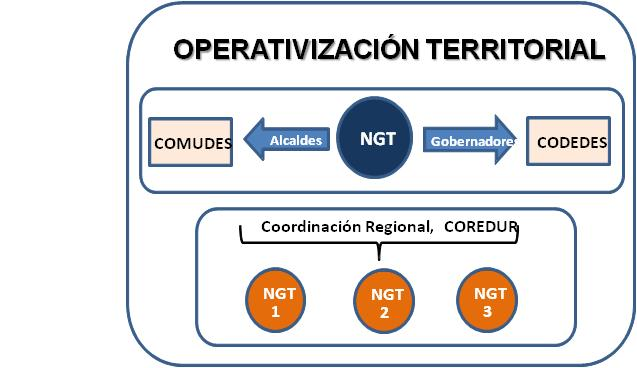 OPERATIVIZACIÓN TERRITORIAL
COMUDES
Alcaldes
NGT
Gobernadores
CODEDES
Coordinación Regional, COREDUR
NGT
1
NGT
2
NGT
3